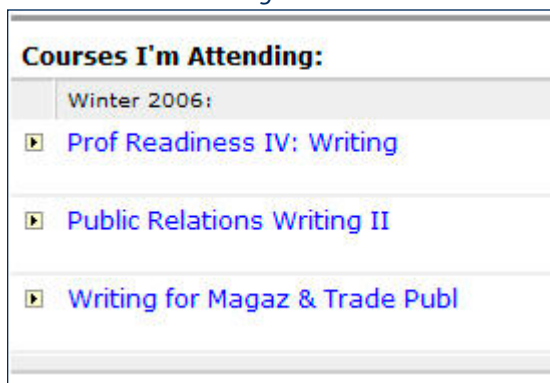 Courses I'm Attending:
Winter 2006:
Prof Readiness IV: Writing
Public Relations Writing II
Writing for Magaz & Trade Publ